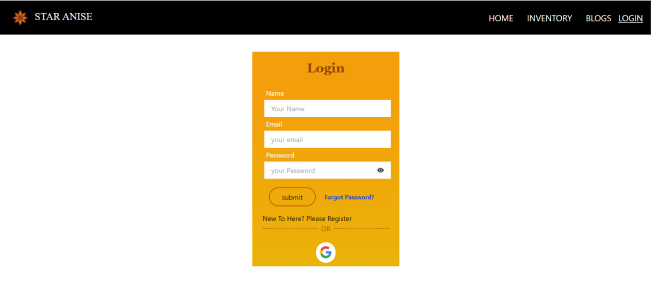 STAR ANISE
HOME INVENTORY BLOGS LOGIN
Login
Name
Your Name
Email
your email
Password
your Password
submit Forgot Password?
New To Here? Please Register
OR